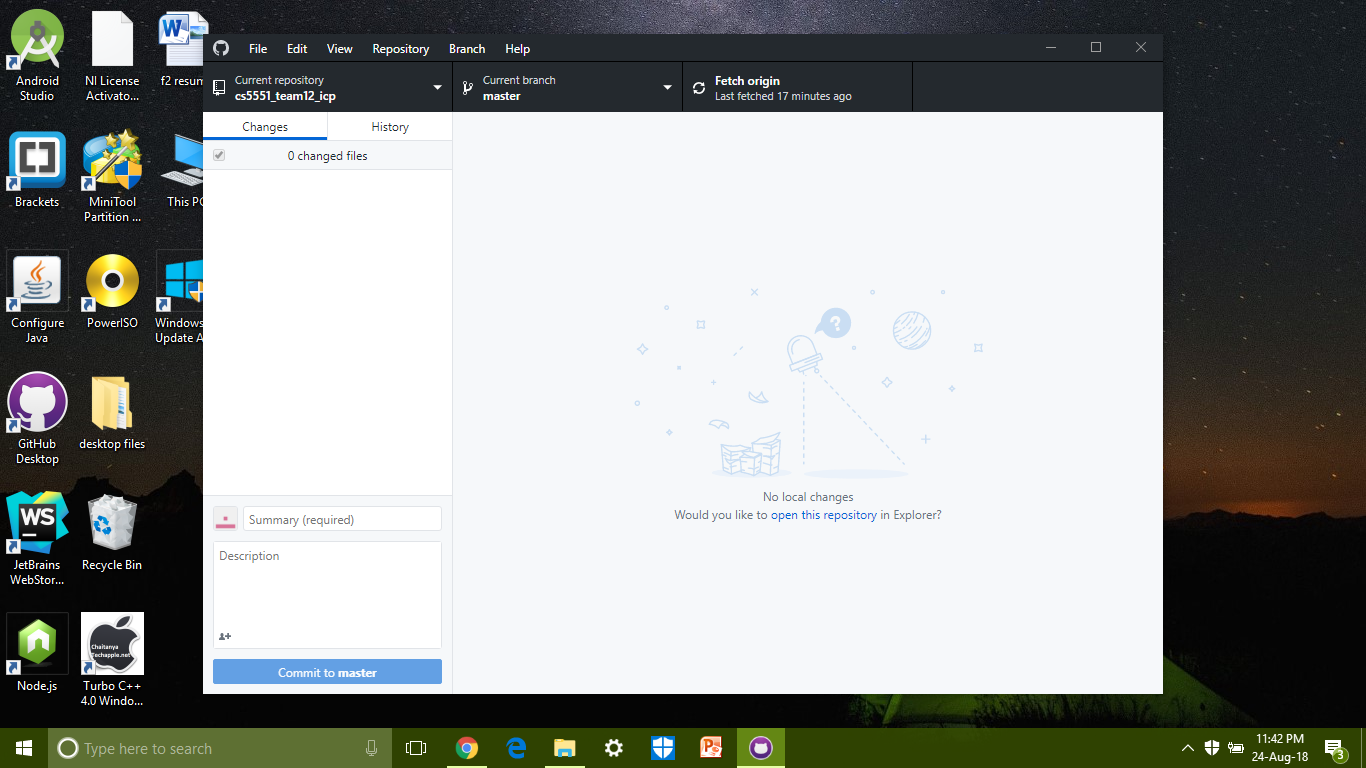 Android
Studio
NI License
Activato...
f2 resum
Brackets
MiniTool
Partition ...
This PC
Configure
Java
PowerISO
Windows
Update A
GitHub
Desktop
desktop files
WS
JetBrains
WebStor...
Recycle Bin
Node.js
Chaitanya
Techapple.net
Turbo C++
4.0 Windo...
File Edit View Repository Branch Help
Current repository
cs5551_team12_icp
Current branch
master
Fetch origin
Last fetched 17 minutes ago
Changes
History
0 changed files
?
No local changes
Would you like to open this repository in Explorer?
Summary (required)
Description
Commit to master
Type here to search
11:42 PM
24-Aug-18
3